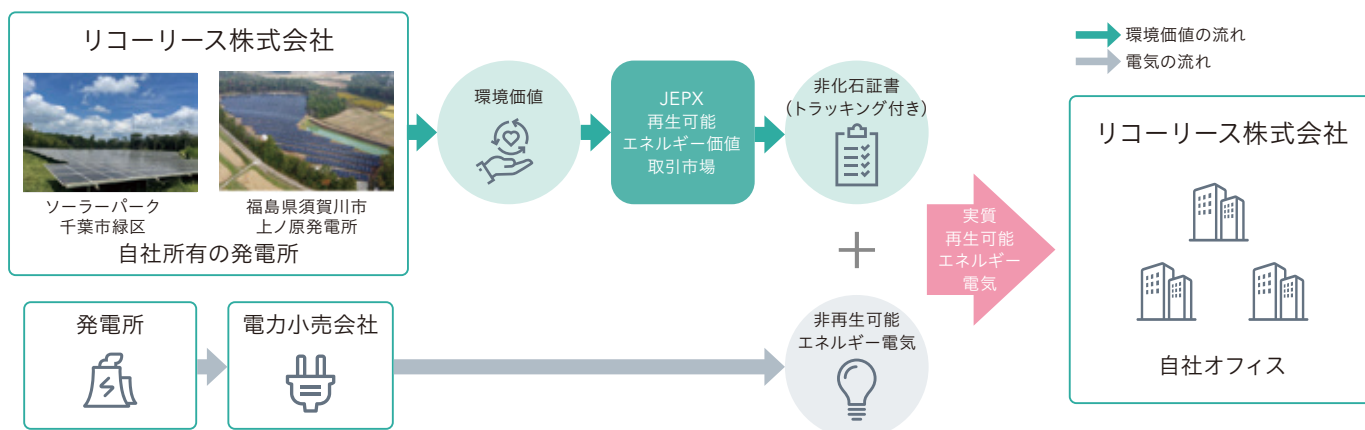 リコーリース株式会社
ソーラーパーク
千葉市緑区
福島県須賀川市
上ノ原発電所
自社所有の発電所
環境価値
JEPX
再生可能
エネルギー価値
取引市場
非化石証書
(トラッキング付き)
環境価値の流れ
電気の流れ
発電所
電力小売会社
+
非再生可能
エネルギー電気
実質
再生可能
エネルギー
電気
リコーリース株式会社
自社オフィス